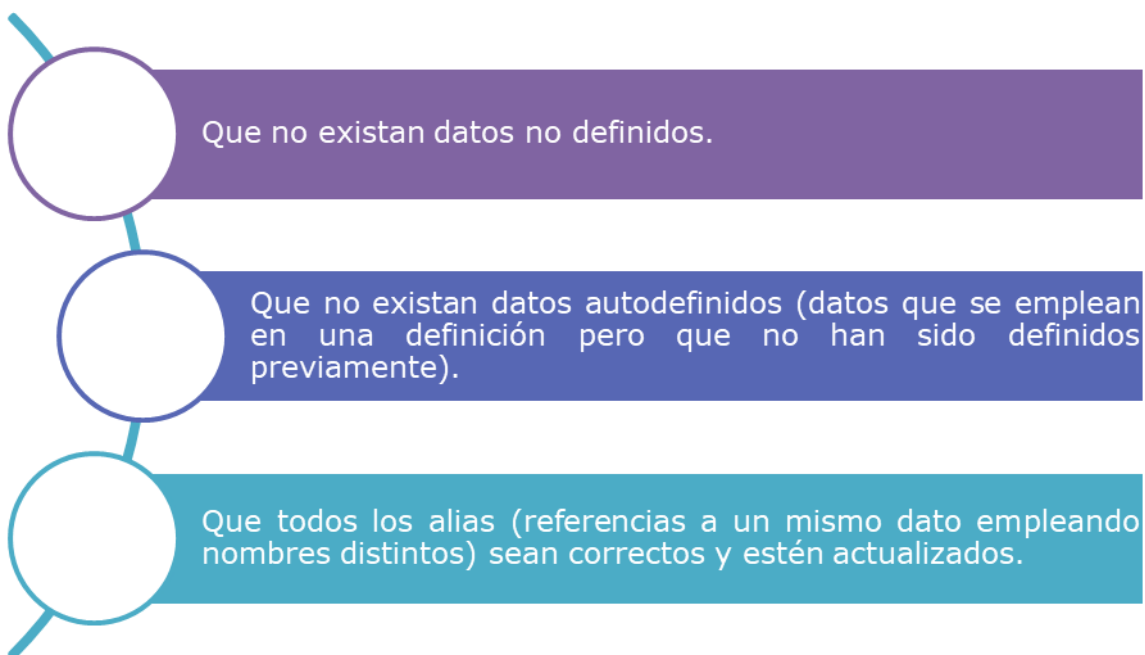 Que no existan datos no definidos.
Que no existan datos autodefinidos (datos que se emplean
en una definición pero que no han sido definidos
previamente).
Que todos los alias (referencias a un mismo dato empleando
nombres distintos) sean correctos y estén actualizados.